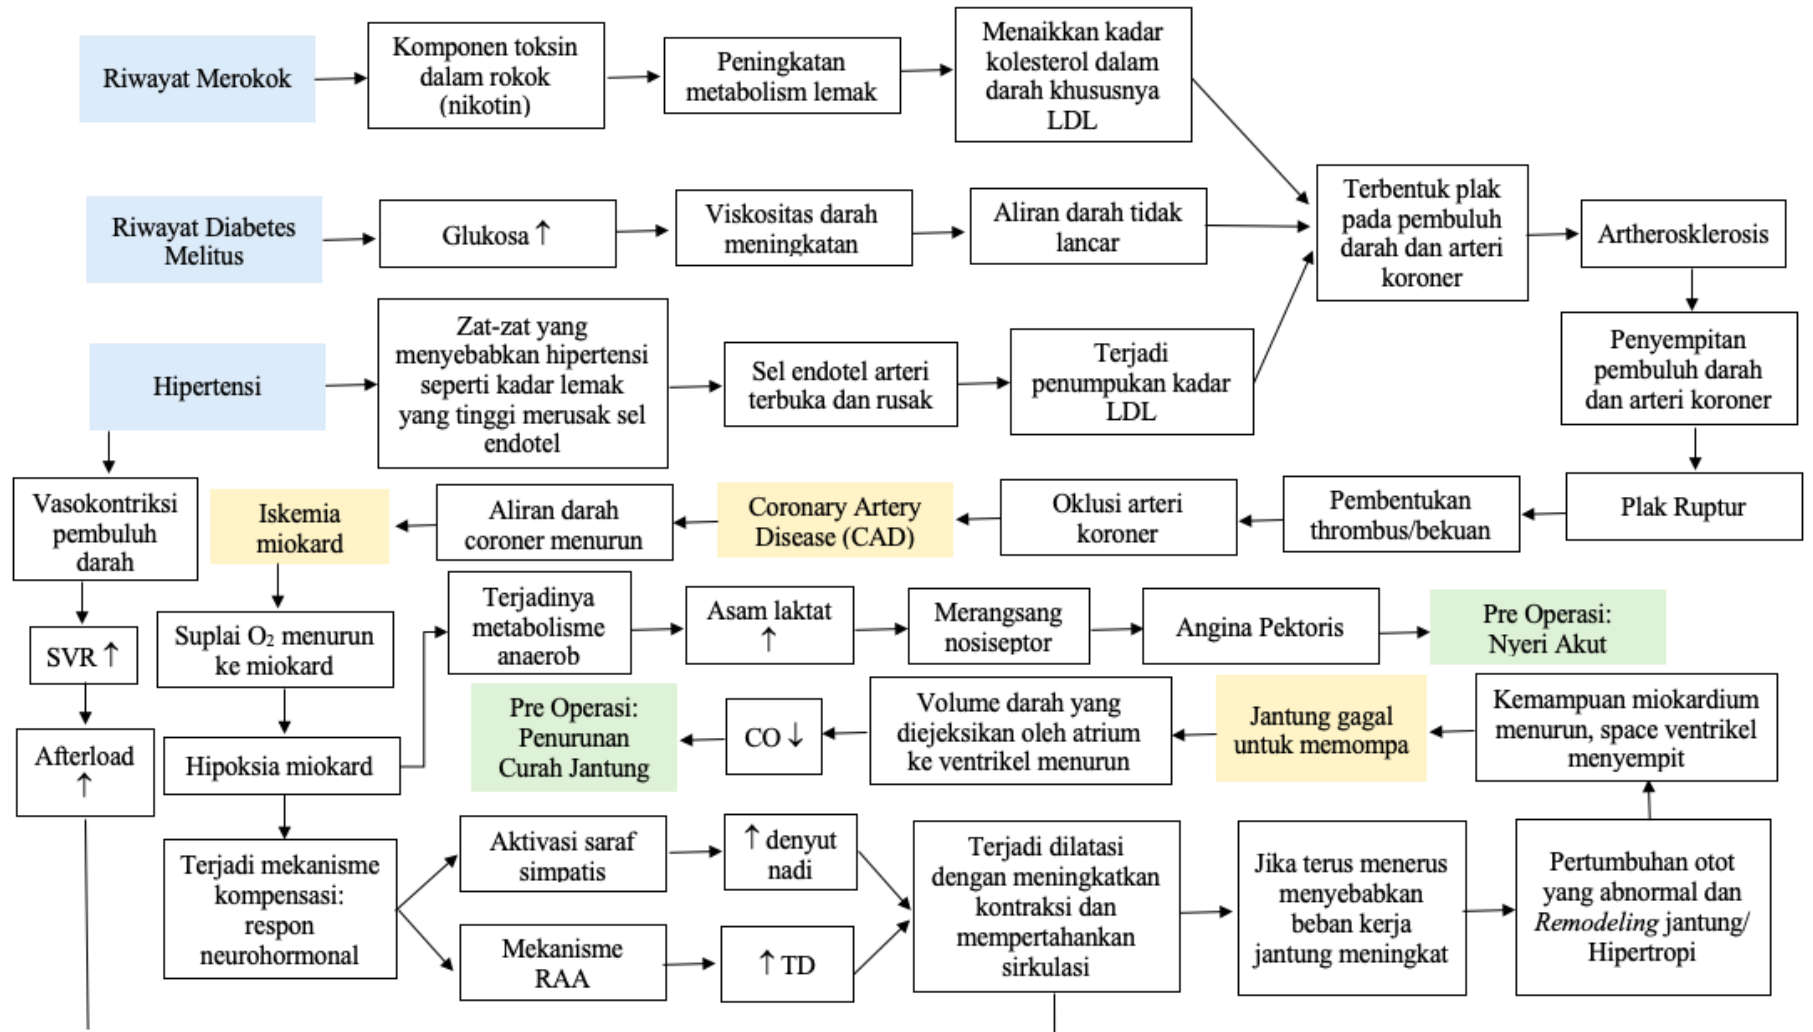 Riwayat Merokok
Komponen toksin
dalam rokok
(nikotin)
Peningkatan
metabolism lemak
Menaikkan kadar
kolesterol dalam
darah khususnya
LDL
Riwayat Diabetes
Melitus
Glukosa ↑
Viskositas darah
meningkatan
Aliran darah tidak
lancar
Terbentuk plak
pada pembuluh
darah dan arteri
koroner
Artherosklerosis
Hipertensi
Zat-zat yang
menyebabkan hipertensi
seperti kadar lemak
yang tinggi merusak sel
endotel
Sel endotel arteri
terbuka dan rusak
Terjadi
penumpukan kadar
LDL
Penyempitan
pembuluh darah
dan arteri koroner
Vasokontriksi
pembuluh
darah
Iskemia
miokard
Aliran darah
coroner menurun
Coronary Artery
Disease (CAD)
Oklusi arteri
koroner
Pembentukan
thrombus/bekuan
Plak Ruptur
SVR ↑
Suplai O₂ menurun
ke miokard
Terjadinya
metabolisme
anaerob
Asam laktat
↑
Merangsang
nosiseptor
Angina Pektoris
Pre Operasi:
Nyeri Akut
Afterload
↑
Hipoksia miokard
Pre Operasi:
Penurunan
Curah Jantung
CO ↓
Volume darah yang
diejeksikan oleh atrium
ke ventrikel menurun
Jantung gagal
untuk memompa
Kemampuan miokardium
menurun, space ventrikel
menyempit
Terjadi mekanisme
kompensasi:
respon
neurohormonal
Aktivasi saraf
simpatis
↑ denyut
nadi
Mekanisme
RAA
↑ TD
Terjadi dilatasi
dengan meningkatkan
kontraksi dan
mempertahankan
sirkulasi
Jika terus menerus
menyebabkan
beban kerja
jantung meningkat
Pertumbuhan otot
yang abnormal dan
Remodeling jantung/
Hipertropi